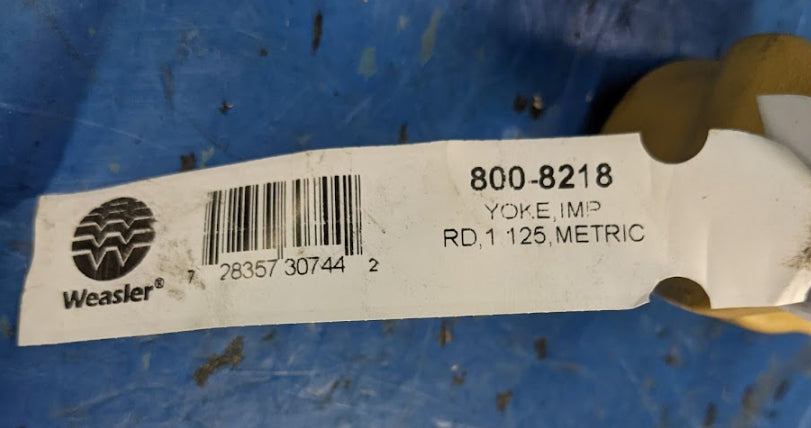 800-8218
YOKE,IMP
RD,1 125,METRIC
7 28357 30744 2
Weasler®